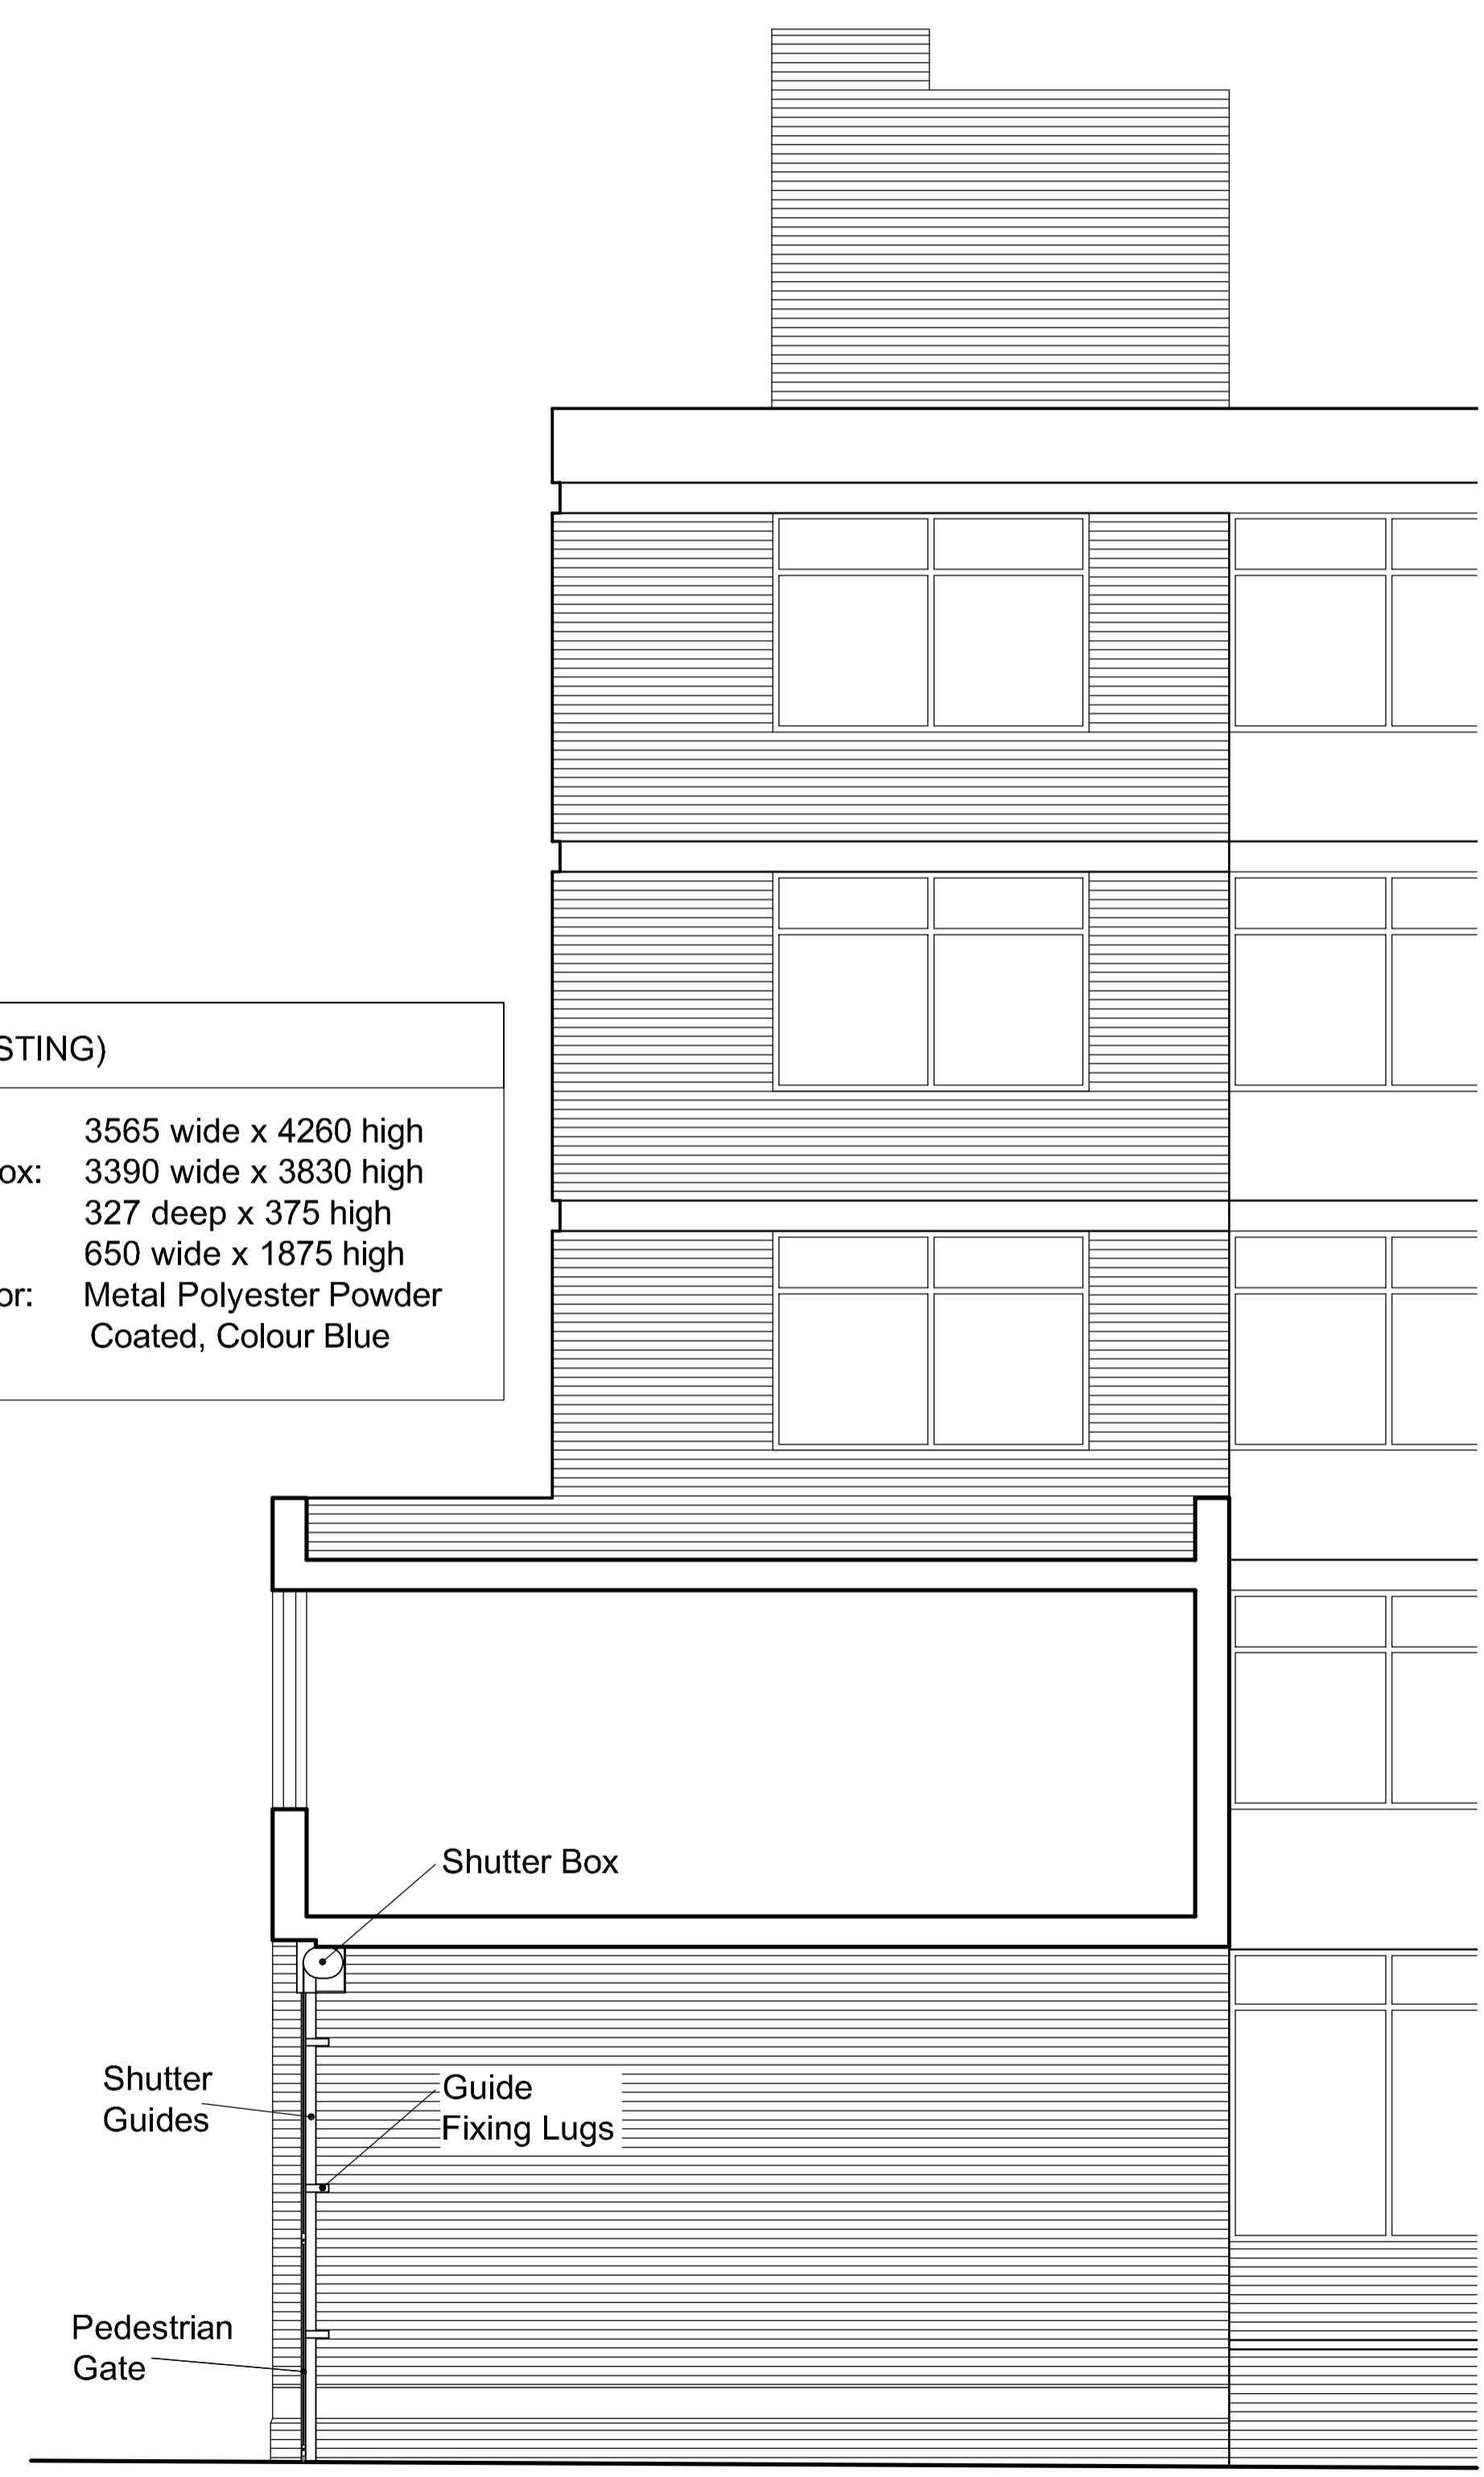 STING)
3565 wide x 4260 high
ox: 3390 wide x 3830 high
327 deep x 375 high
650 wide x 1875 high
or: Metal Polyester Powder
Coated, Colour Blue
Shutter Box
Shutter
Guides
Guide
Fixing Lugs
Pedestrian
Gate